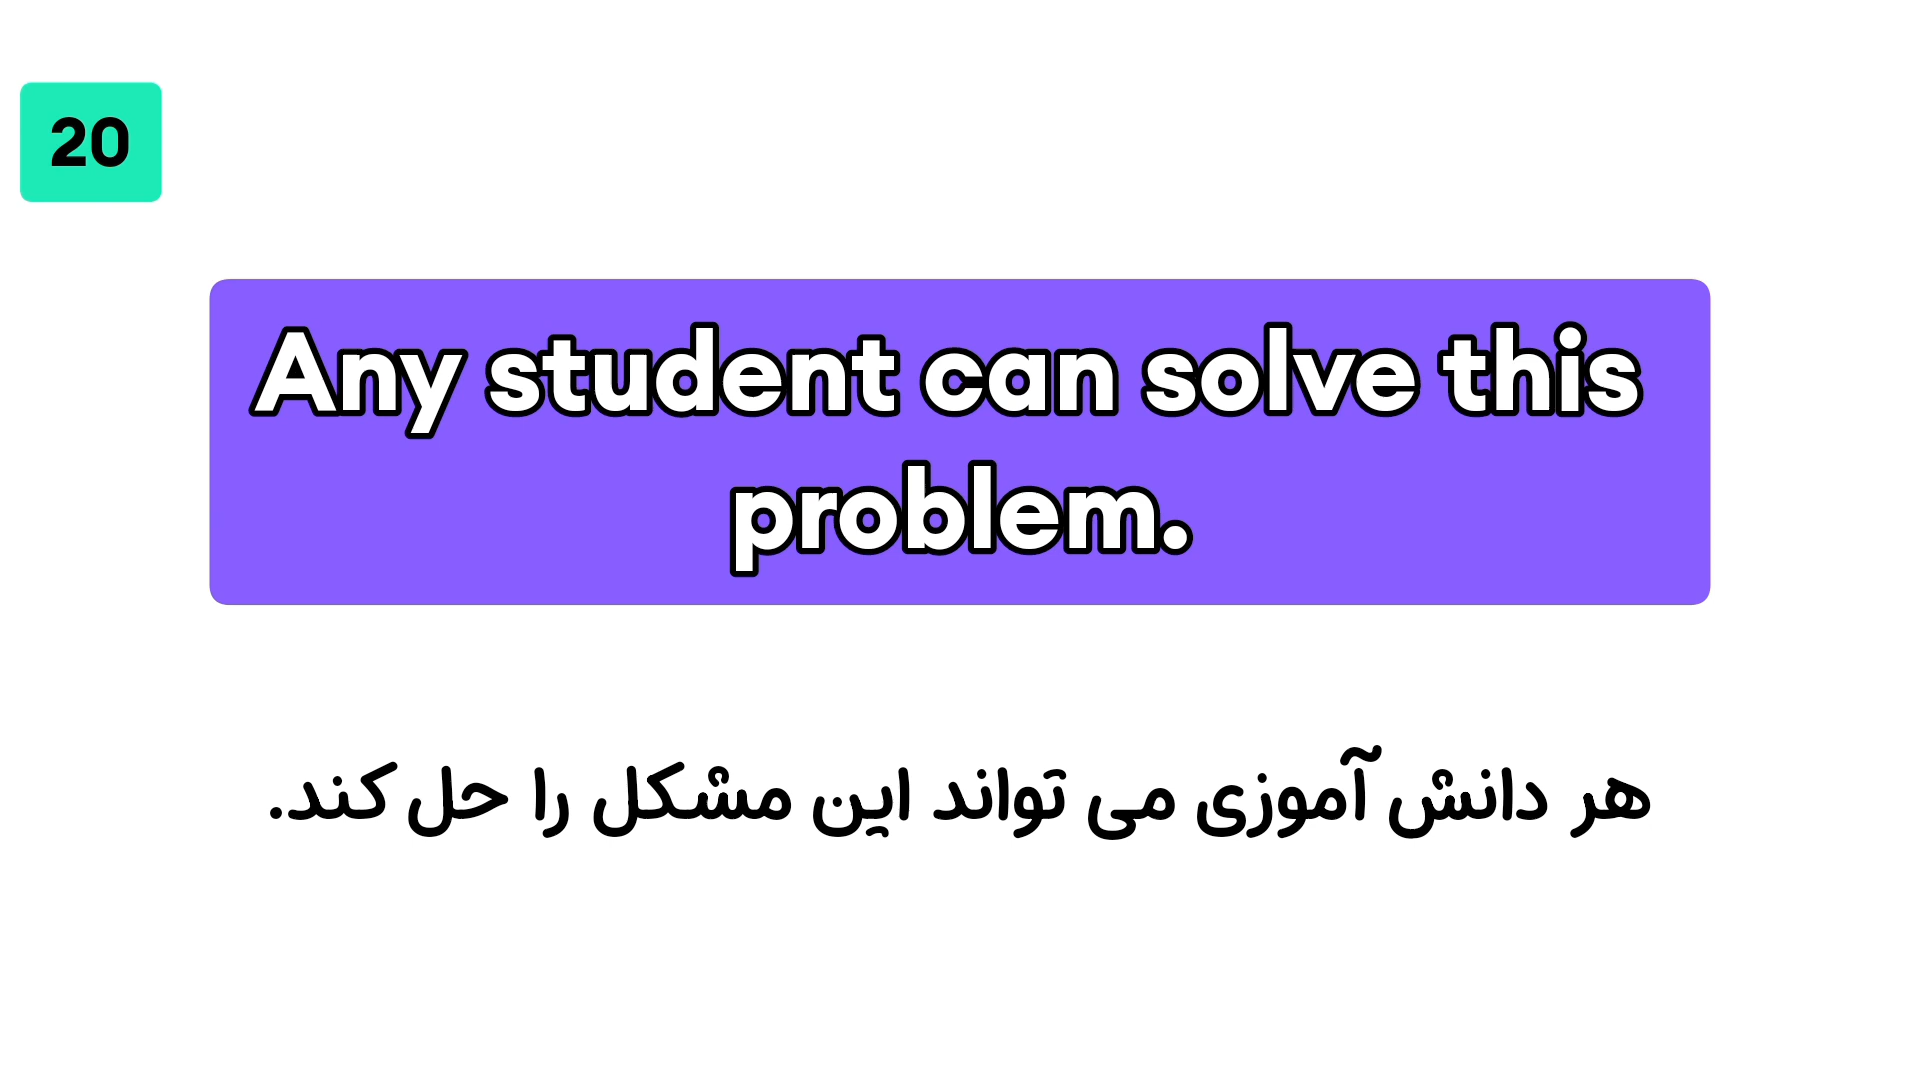 20
Any student can solve this
problem.
هر دانش آموزی می تواند این مشکل را حل کند.